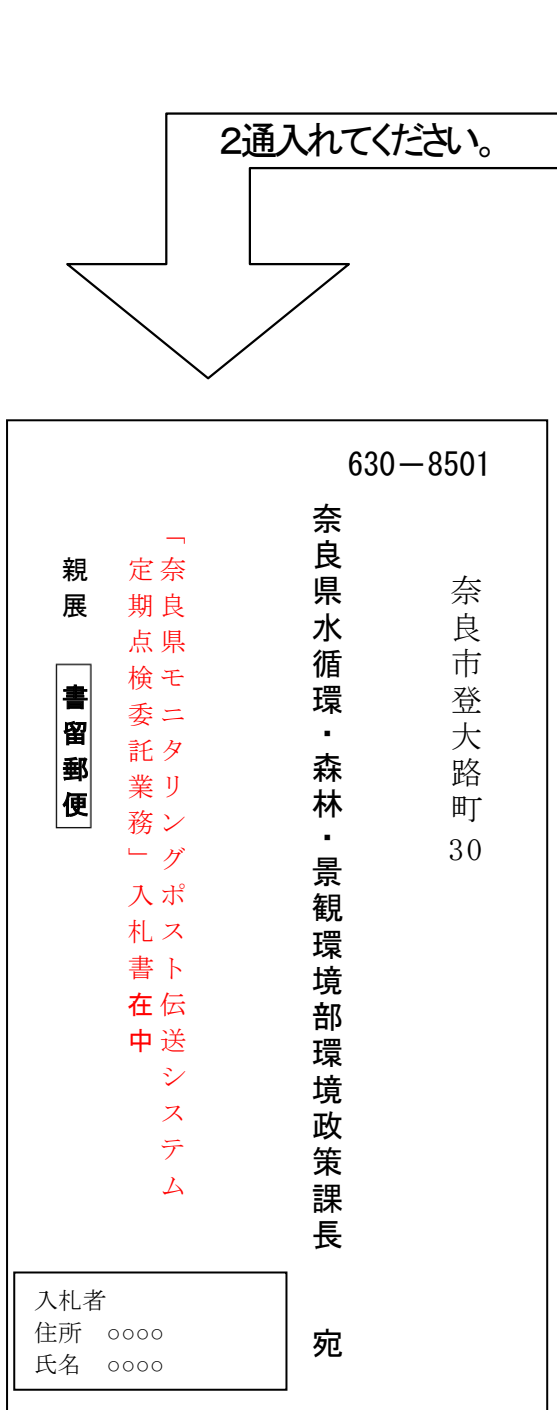 2通入れてください。
630－8501
奈良市登大路町30
奈良県水循環・森林・景観環境部環境政策課長　宛
「奈良県モニタリングポスト伝送システム
定期点検委託業務」入札書在中
親展　書留郵便
入札者
住所　○○○○
氏名　○○○○